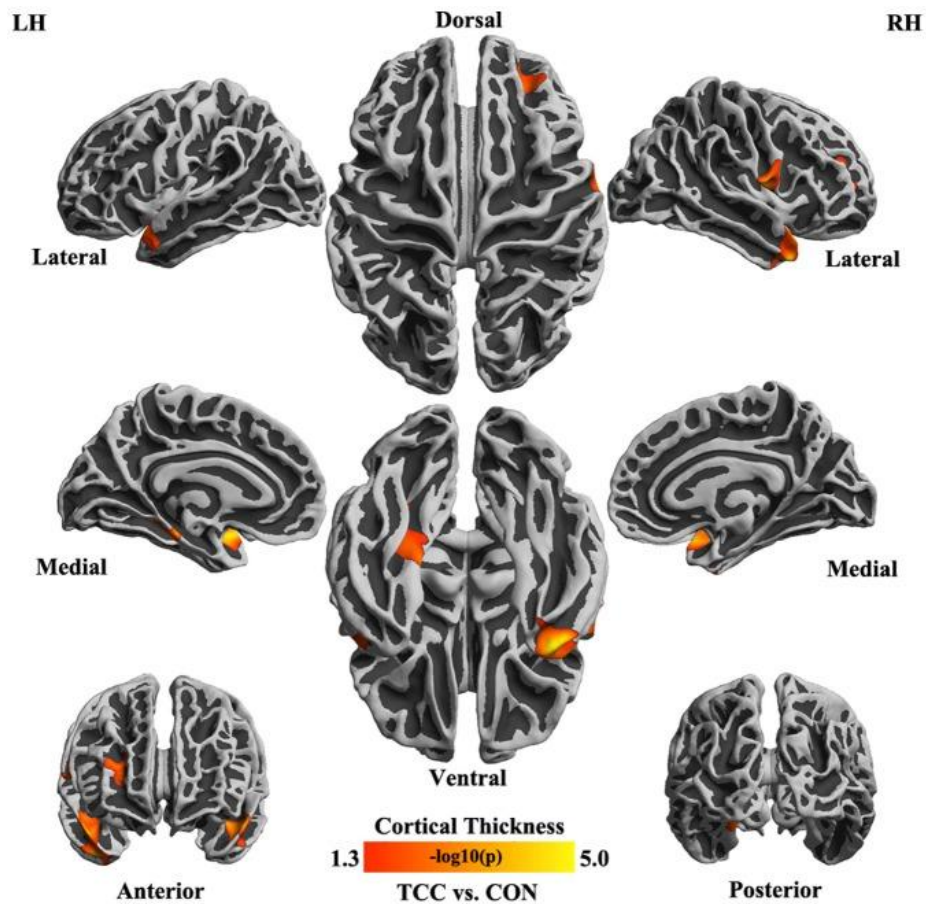 LH
Dorsal
RH
Lateral
Lateral
Medial
Medial
Ventral
Cortical Thickness
1.3 -log10(p) 5.0
TCC vs. CON
Anterior
Posterior